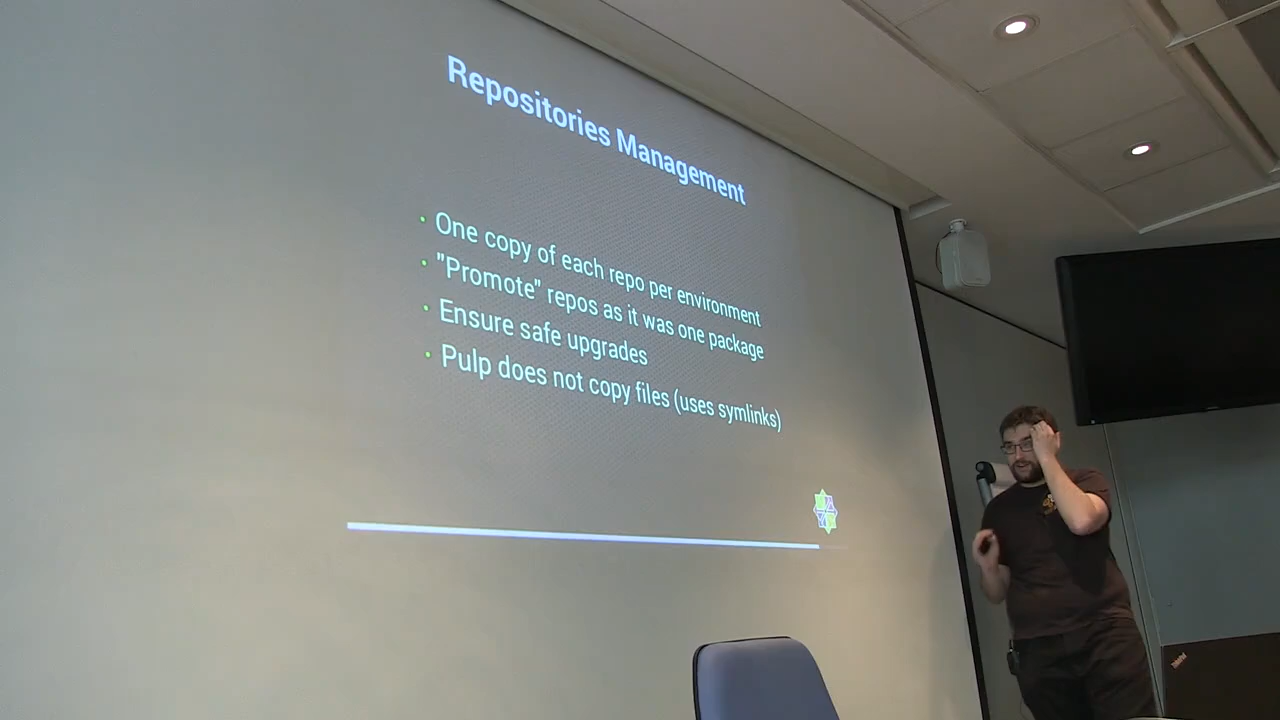 Repositories Management
One copy of each repo per environment
"Promote" repos as it was one package
Ensure safe upgrades
Pulp does not copy files (uses symlinks)
ThinkPad